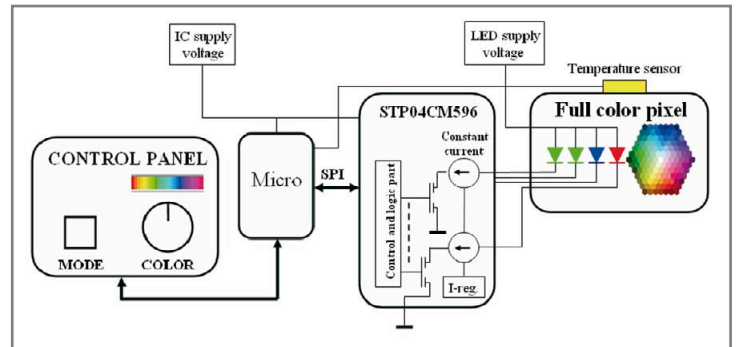 IC supply
voltage
LED supply
voltage
Temperature sensor
STP04CM596
Full color pixel
Constant
current
CONTROL PANEL
Micro
SPI
Control and logic part
MODE
COLOR
I-reg.